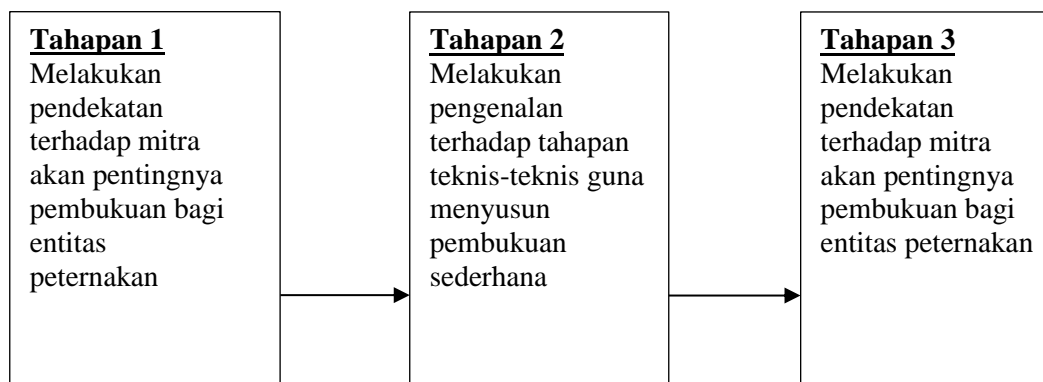 Tahapan 1
Melakukan
pendekatan
terhadap mitra
akan pentingnya
pembukuan bagi
entitas
peternakan
Tahapan 2
Melakukan
pengenalan
terhadap tahapan
teknis-teknis guna
menyusun
pembukuan
sederhana
Tahapan 3
Melakukan
pendekatan
terhadap mitra
akan pentingnya
pembukuan bagi
entitas peternakan